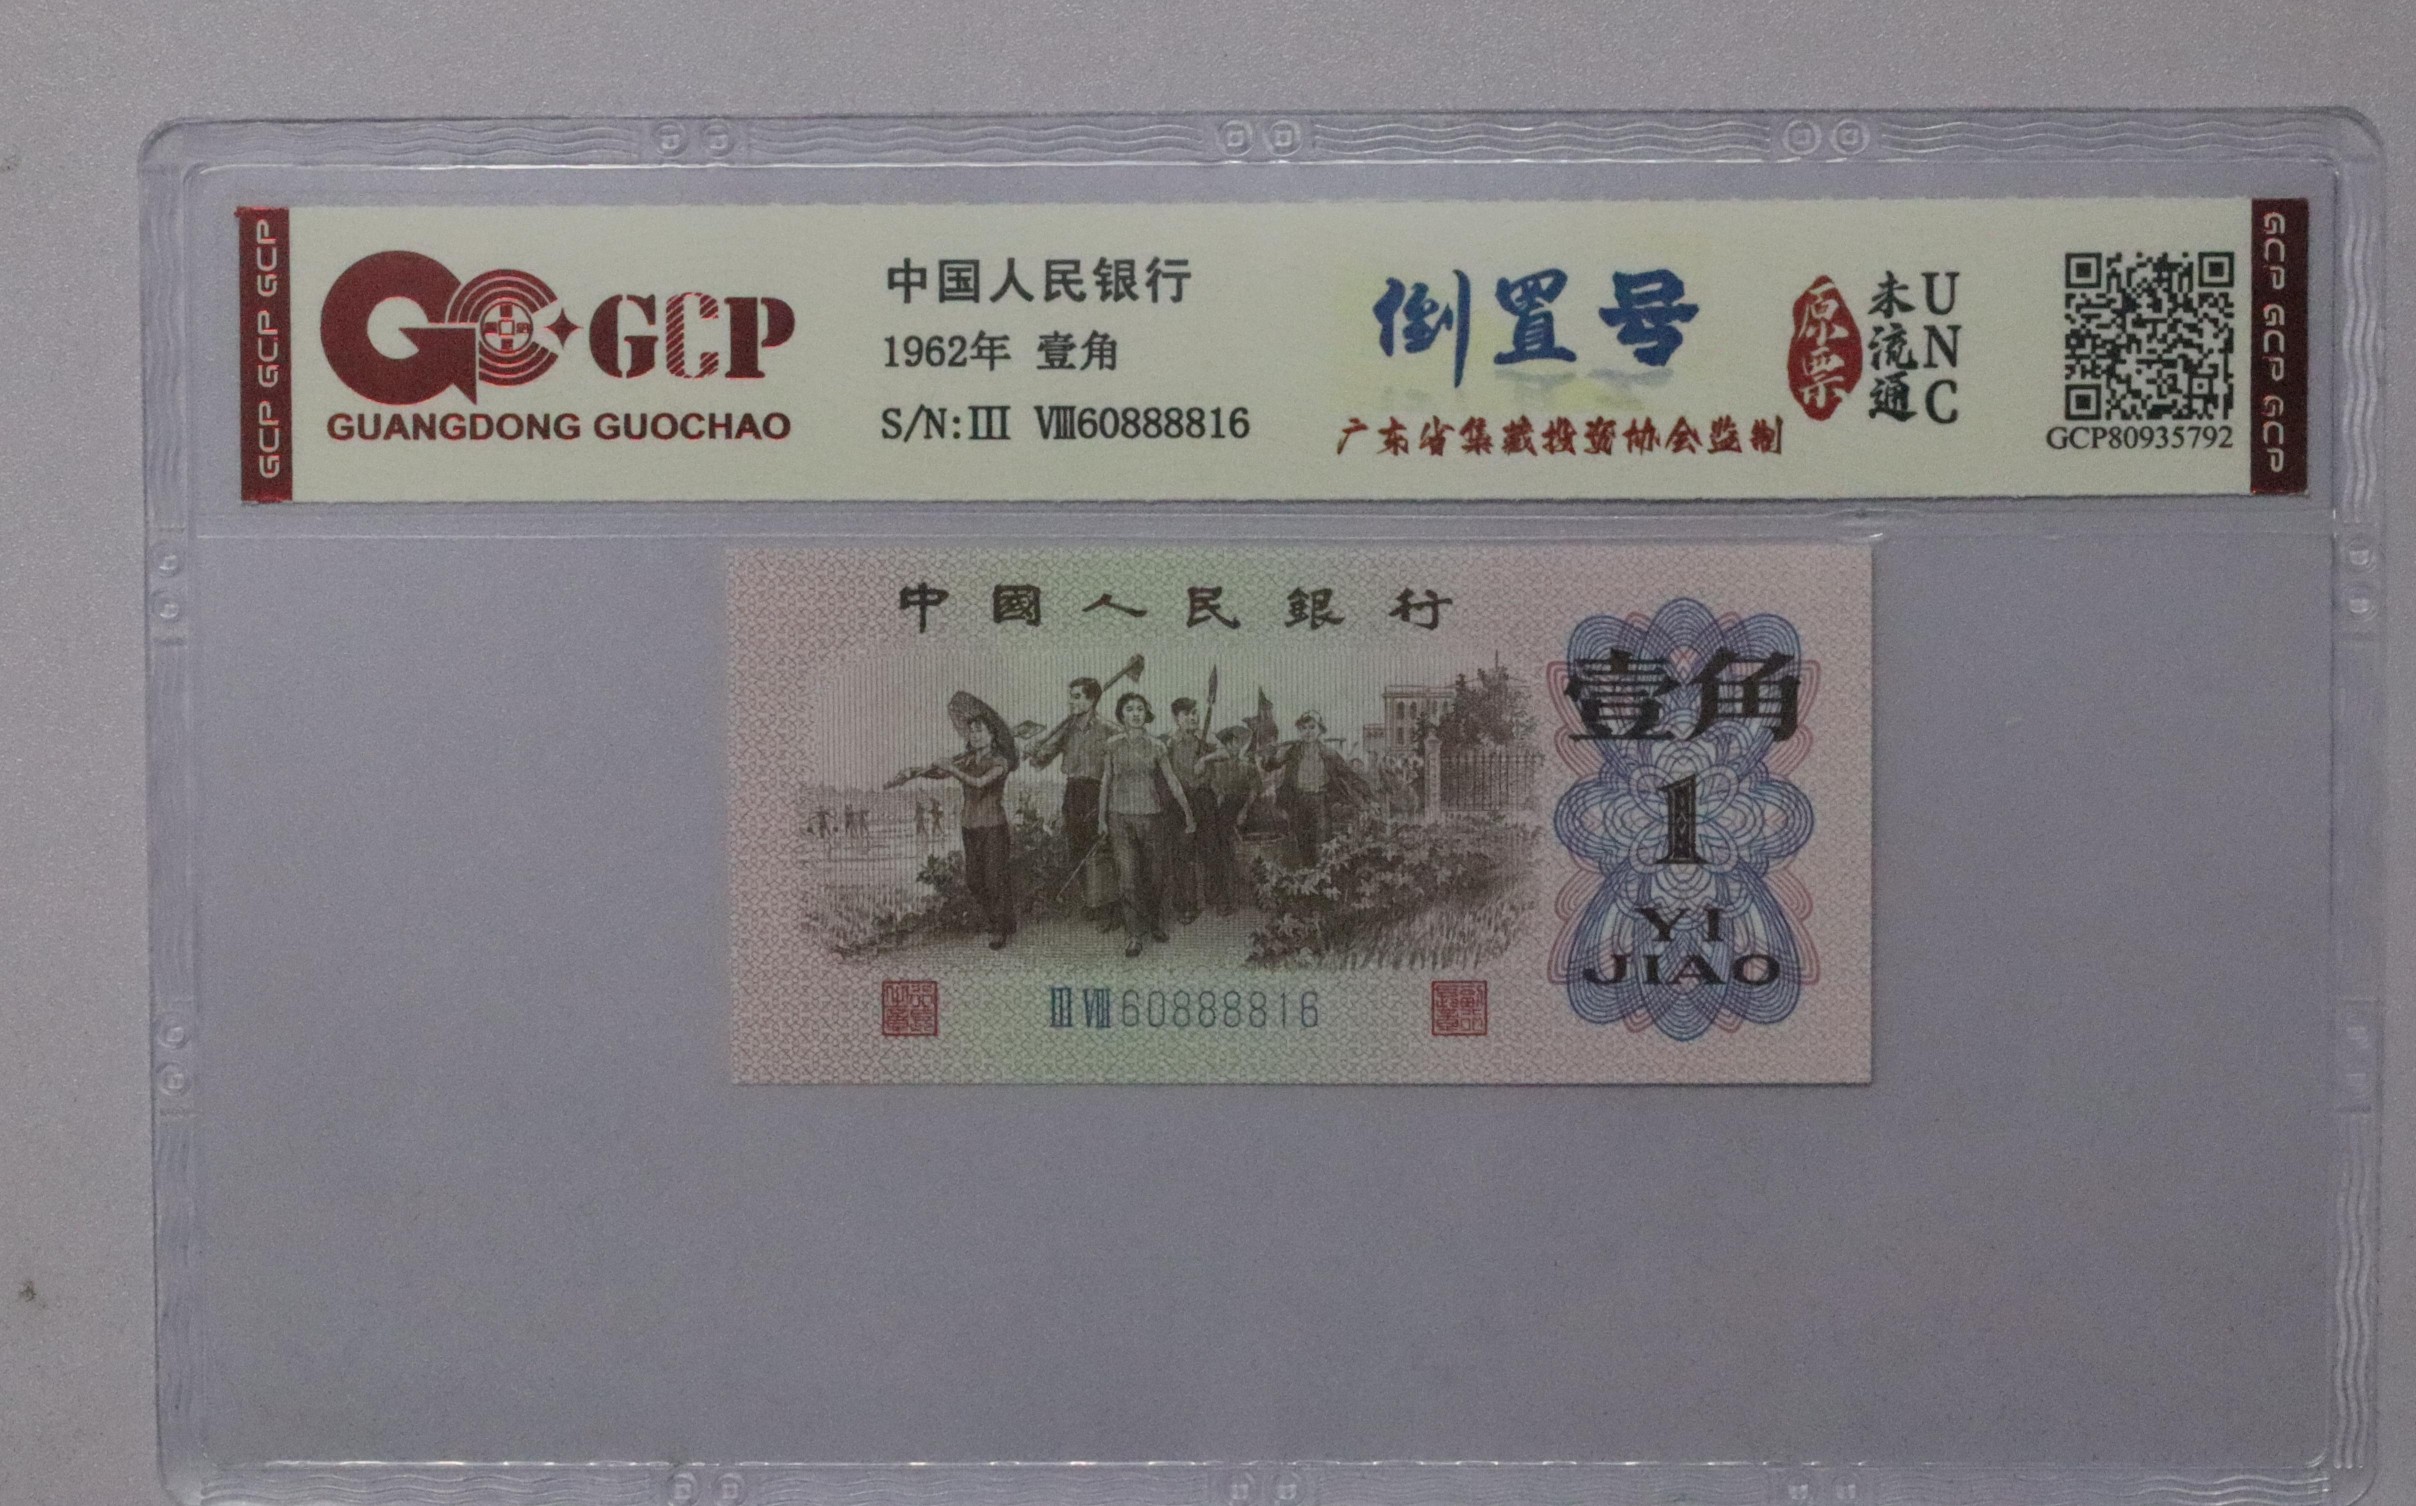 GCP GCP GCP
GCP
GUANGDONG GUOCHAO
中国人民银行
1962年 壹角
S/N:III VIII60888816
倒置号
广东省集藏投资协会监制
原票
未流通
UNC
GCP80935792
GCP GCP GCP
中國人民銀行
壹角
1
YI
JIAO
III VIII 60888816